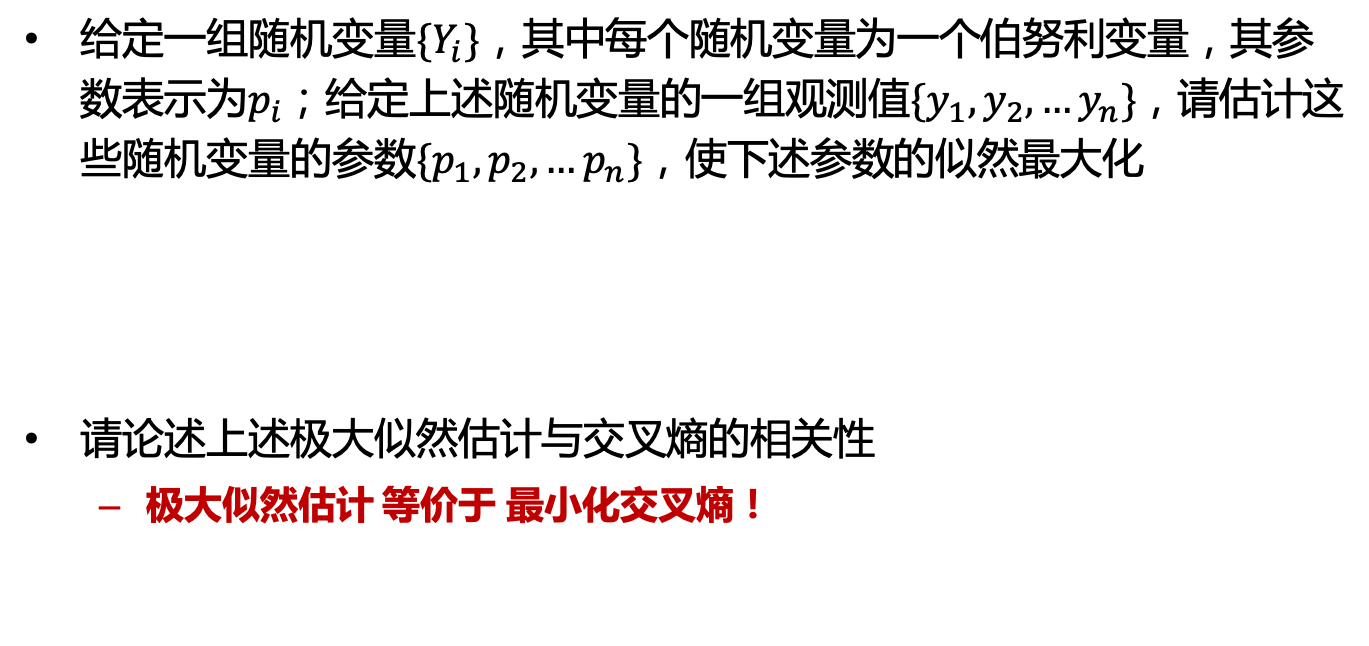 • 给定一组随机变量{Yᵢ}，其中每个随机变量为一个伯努利变量，其参
数表示为pᵢ；给定上述随机变量的一组观测值{y₁, y₂, … yₙ}，请估计这
些随机变量的参数{p₁, p₂, … pₙ}，使下述参数的似然最大化
• 请论述上述极大似然估计与交叉熵的相关性
– 极大似然估计 等价于 最小化交叉熵！